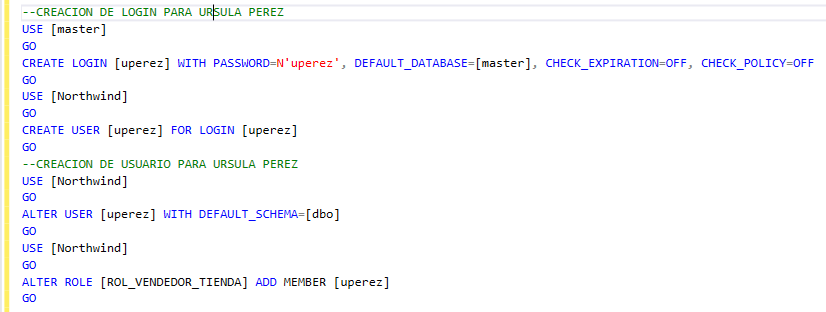 --CREACION DE LOGIN PARA URSULA PEREZ
USE [master]
GO
CREATE LOGIN [uperez] WITH PASSWORD=N'uperez', DEFAULT_DATABASE=[master], CHECK_EXPIRATION=OFF, CHECK_POLICY=OFF
GO
USE [Northwind]
GO
CREATE USER [uperez] FOR LOGIN [uperez]
GO
--CREACION DE USUARIO PARA URSULA PEREZ
USE [Northwind]
GO
ALTER USER [uperez] WITH DEFAULT_SCHEMA=[dbo]
GO
USE [Northwind]
GO
ALTER ROLE [ROL_VENDEDOR_TIENDA] ADD MEMBER [uperez]
GO